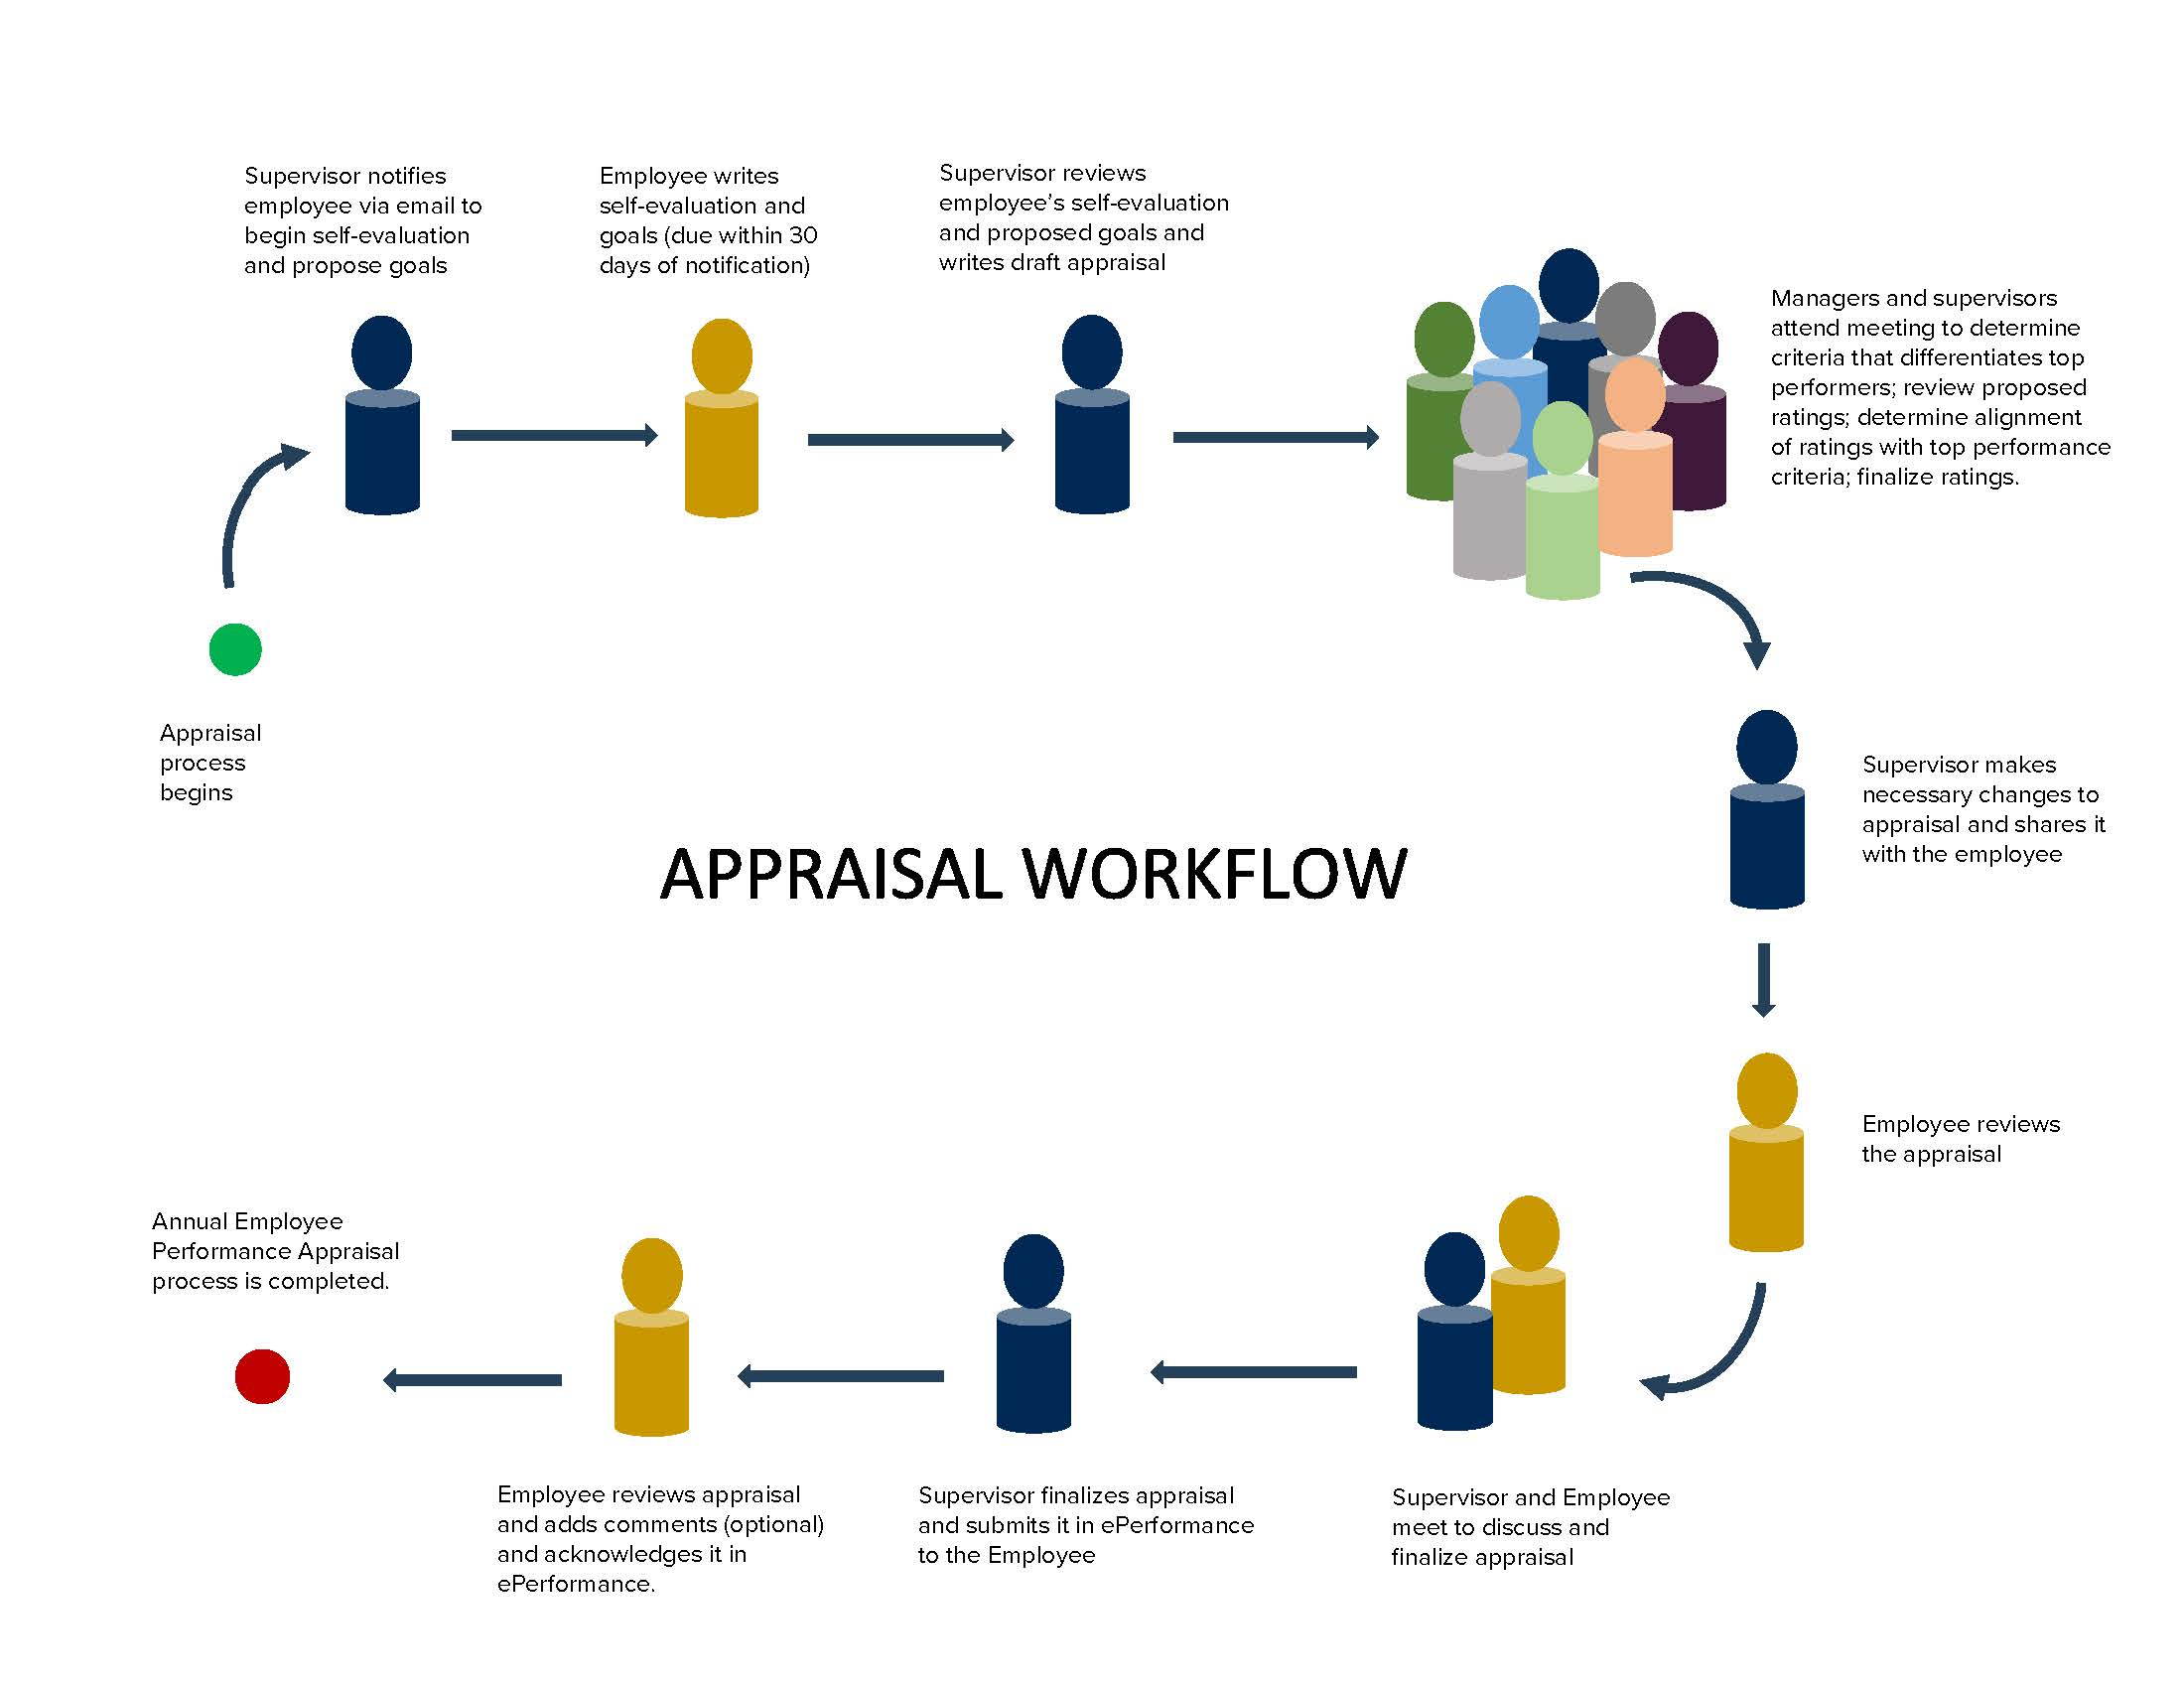 Supervisor notifies
employee via email to
begin self-evaluation
and propose goals
Employee writes
self-evaluation and
goals (due within 30
days of notification)
Supervisor reviews
employee’s self-evaluation
and proposed goals and
writes draft appraisal
Managers and supervisors
attend meeting to determine
criteria that differentiates top
performers; review proposed
ratings; determine alignment
of ratings with top performance
criteria; finalize ratings.
Appraisal
process
begins
APPRAISAL WORKFLOW
Supervisor makes
necessary changes to
appraisal and shares it
with the employee
Employee reviews
the appraisal
Supervisor and Employee
meet to discuss and
finalize appraisal
Supervisor finalizes appraisal
and submits it in ePerformance
to the Employee
Employee reviews appraisal
and adds comments (optional)
and acknowledges it in
ePerformance.
Annual Employee
Performance Appraisal
process is completed.